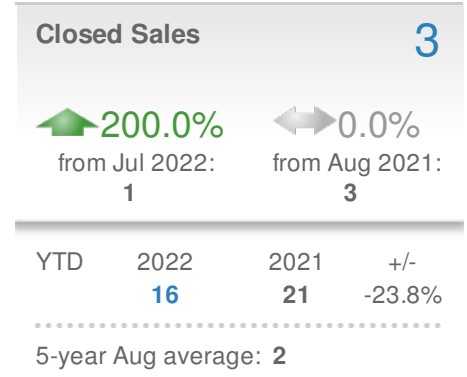 Closed Sales 3
200.0% 0.0%
from Jul 2022: from Aug 2021:
1 3
YTD 2022 2021 +/-
16 21 -23.8%
5-year Aug average: 2